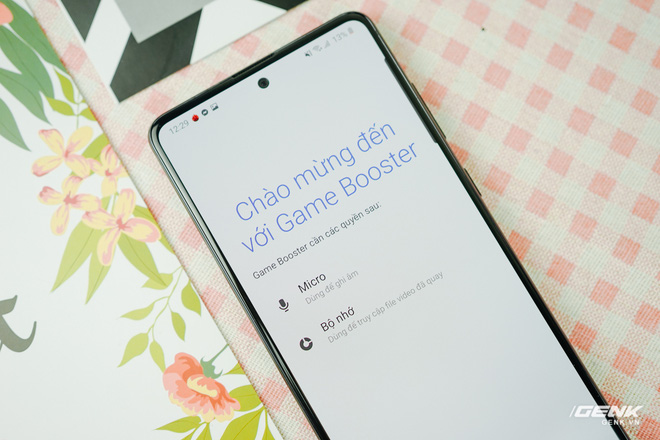 12:29
13%
Chào mừng đến
với Game Booster
Game Booster cần các quyền sau:
Micro
Dùng để ghi âm
Bộ nhớ
Dùng để truy cập file video đã quay
GENK
GENK.VN